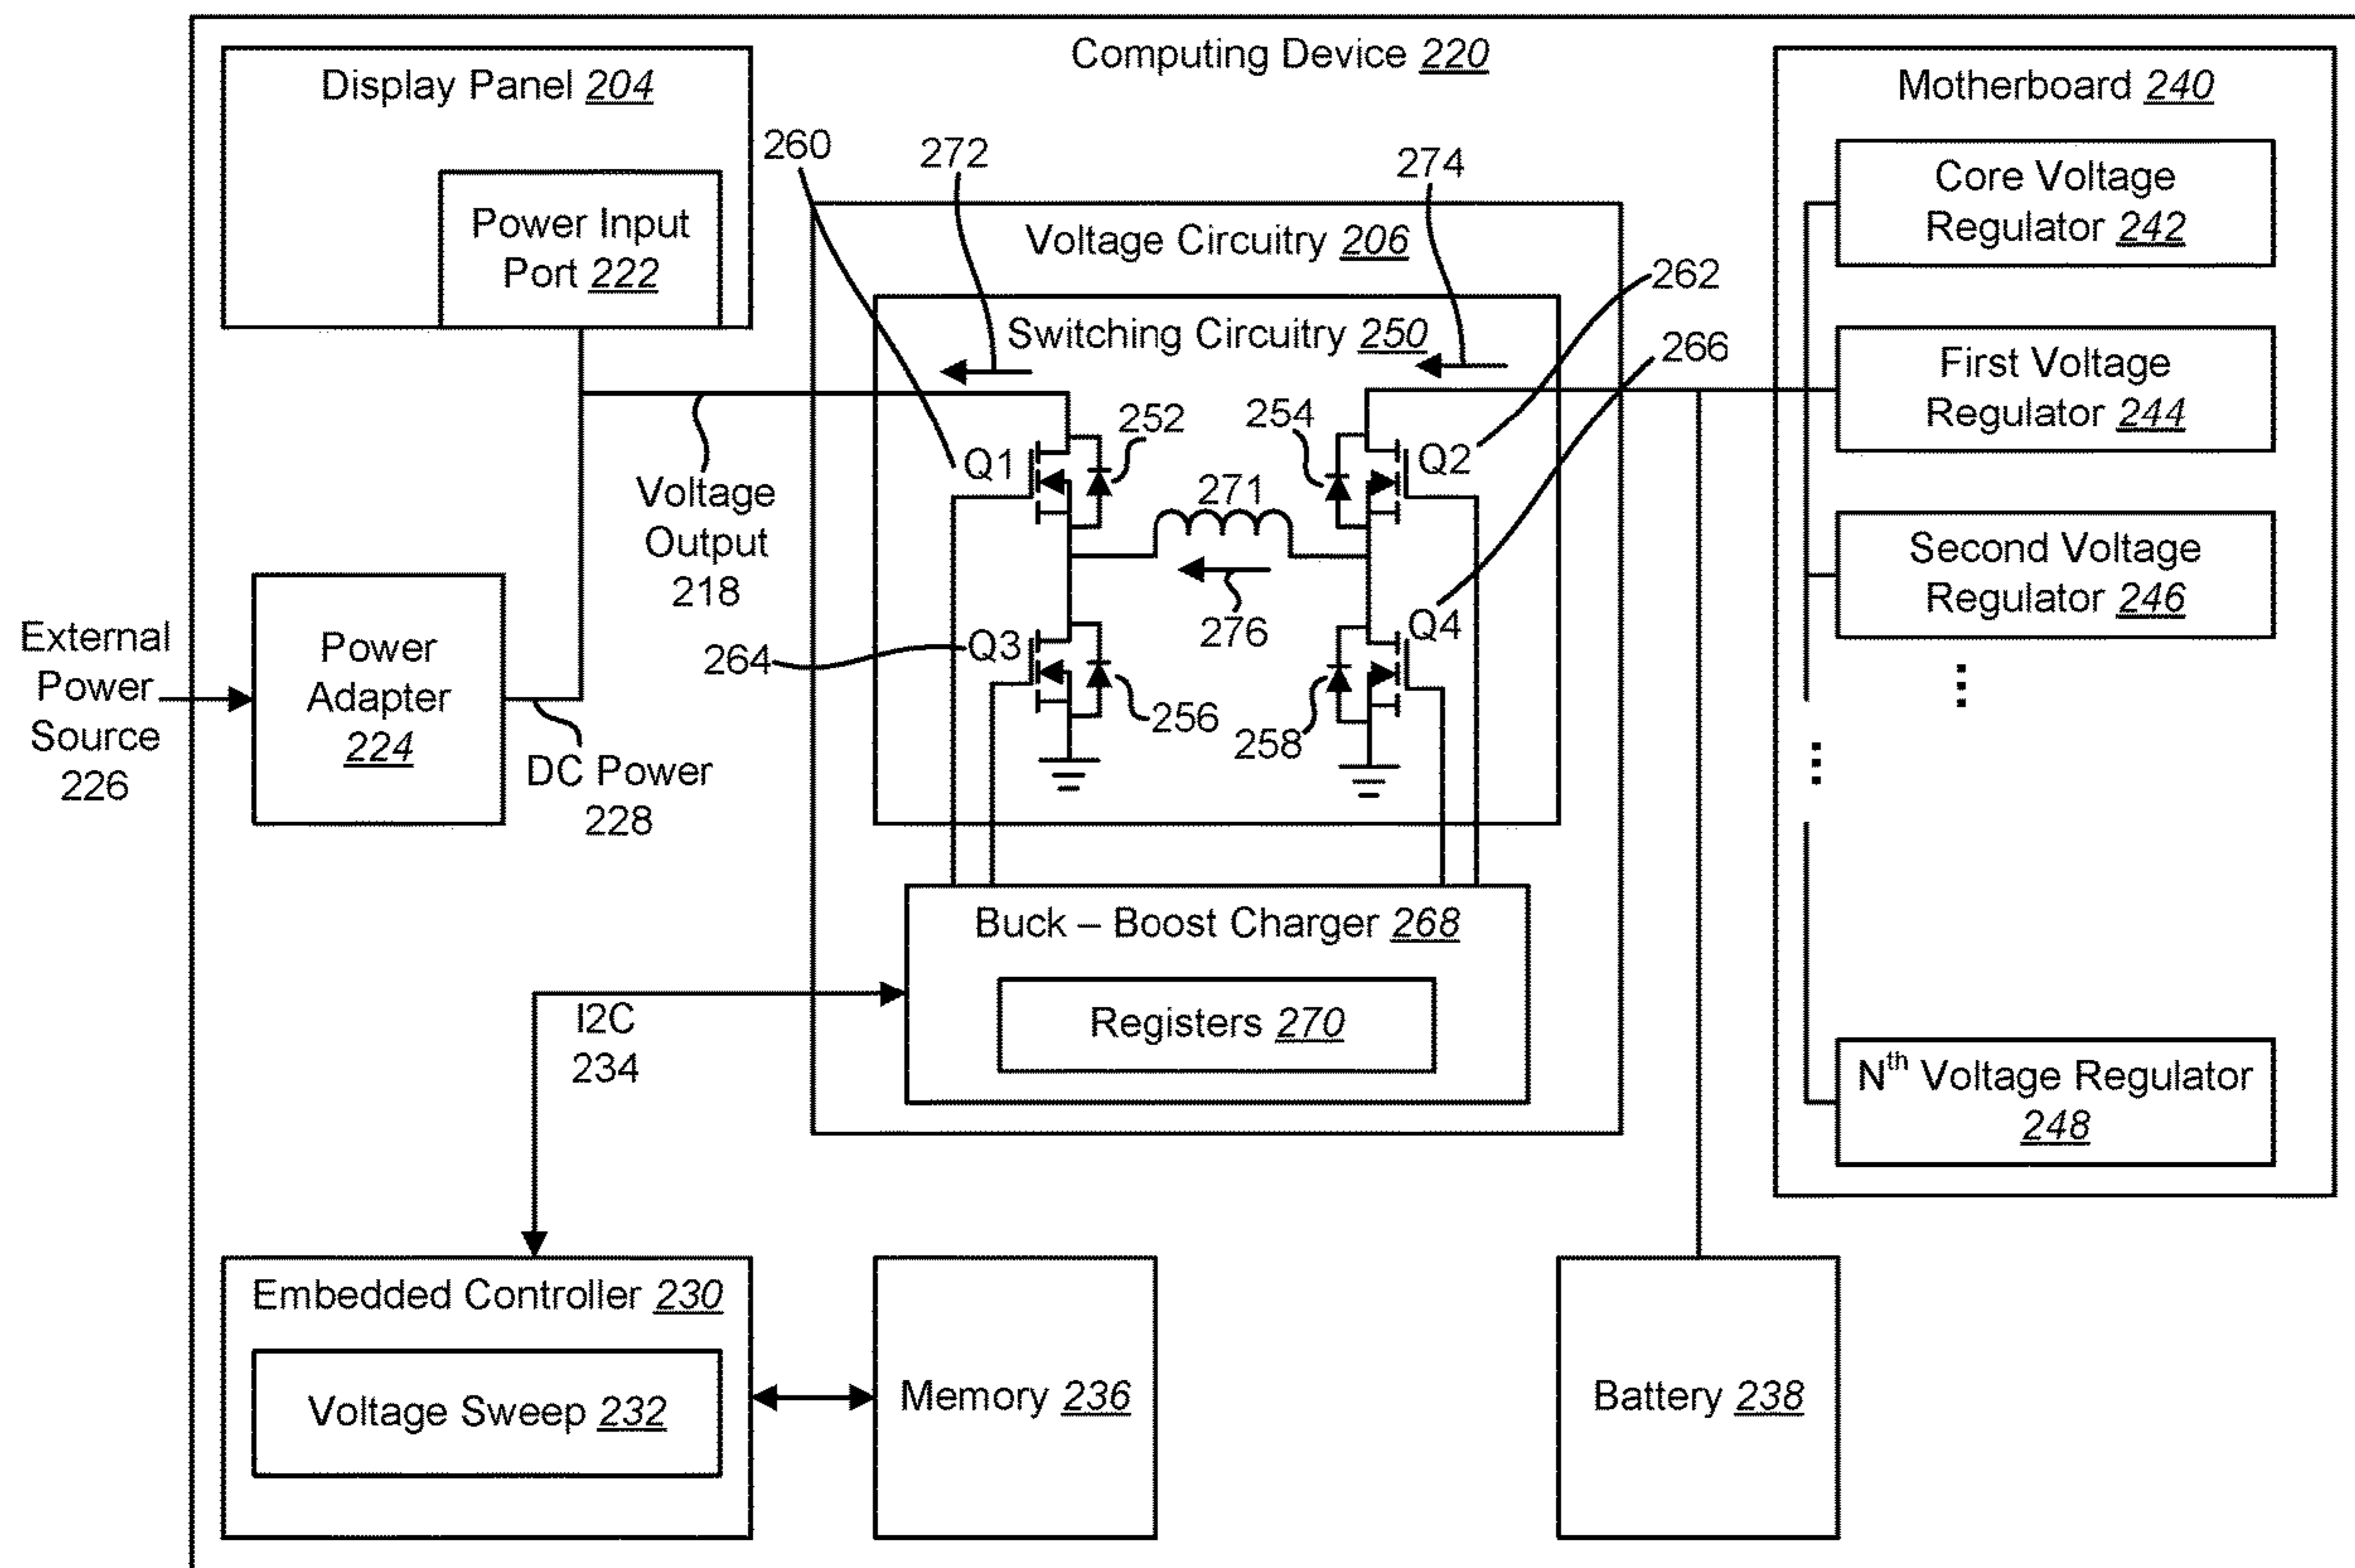 Computing Device 220
Display Panel 204
Power Input
Port 222
260
272
274
Voltage Circuitry 206
Switching Circuitry 250
262
266
Motherboard 240
Core Voltage
Regulator 242
First Voltage
Regulator 244
Second Voltage
Regulator 246
Nth Voltage Regulator
248
Q1
252
254
Q2
271
276
264
Q3
256
258
Q4
Voltage
Output
218
External
Power
Source
226
Power
Adapter
224
DC Power
228
Buck – Boost Charger 268
Registers 270
I2C
234
Embedded Controller 230
Voltage Sweep 232
Memory 236
Battery 238